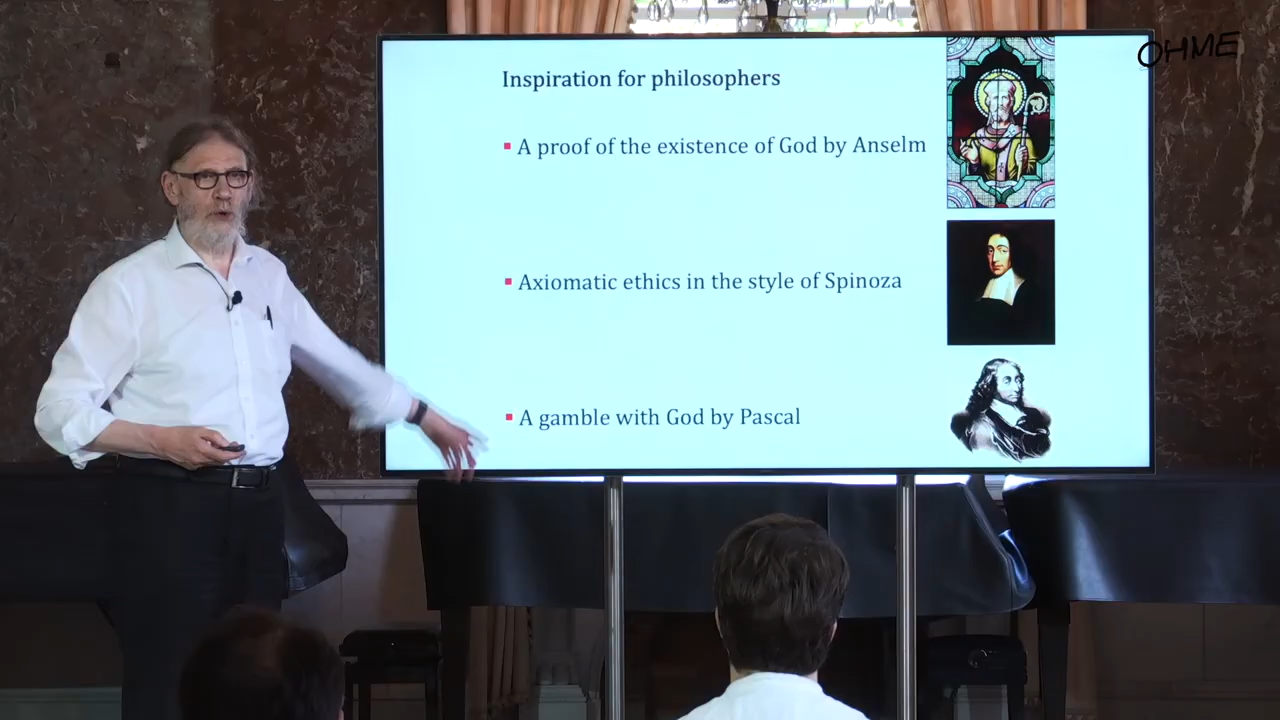 OHME
Inspiration for philosophers
A proof of the existence of God by Anselm
Axiomatic ethics in the style of Spinoza
A gamble with God by Pascal